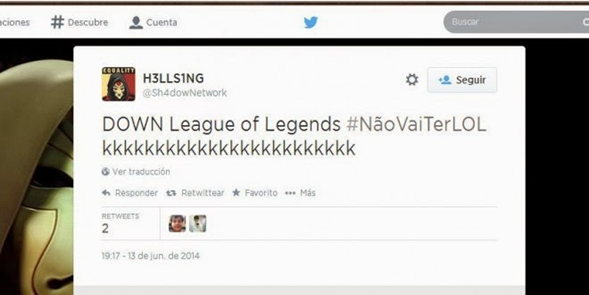 aciones # Descubre Cuenta Buscar
EQUALITY
H3LLS1NG
@Sh4dowNetwork
Seguir
DOWN League of Legends #NãoVaiTerLOL
kkkkkkkkkkkkkkkkkkkkkkkk
Ver traducción
Responder Retwittear Favorito Más
RETWEETS
2
19:17 - 13 de jun. de 2014